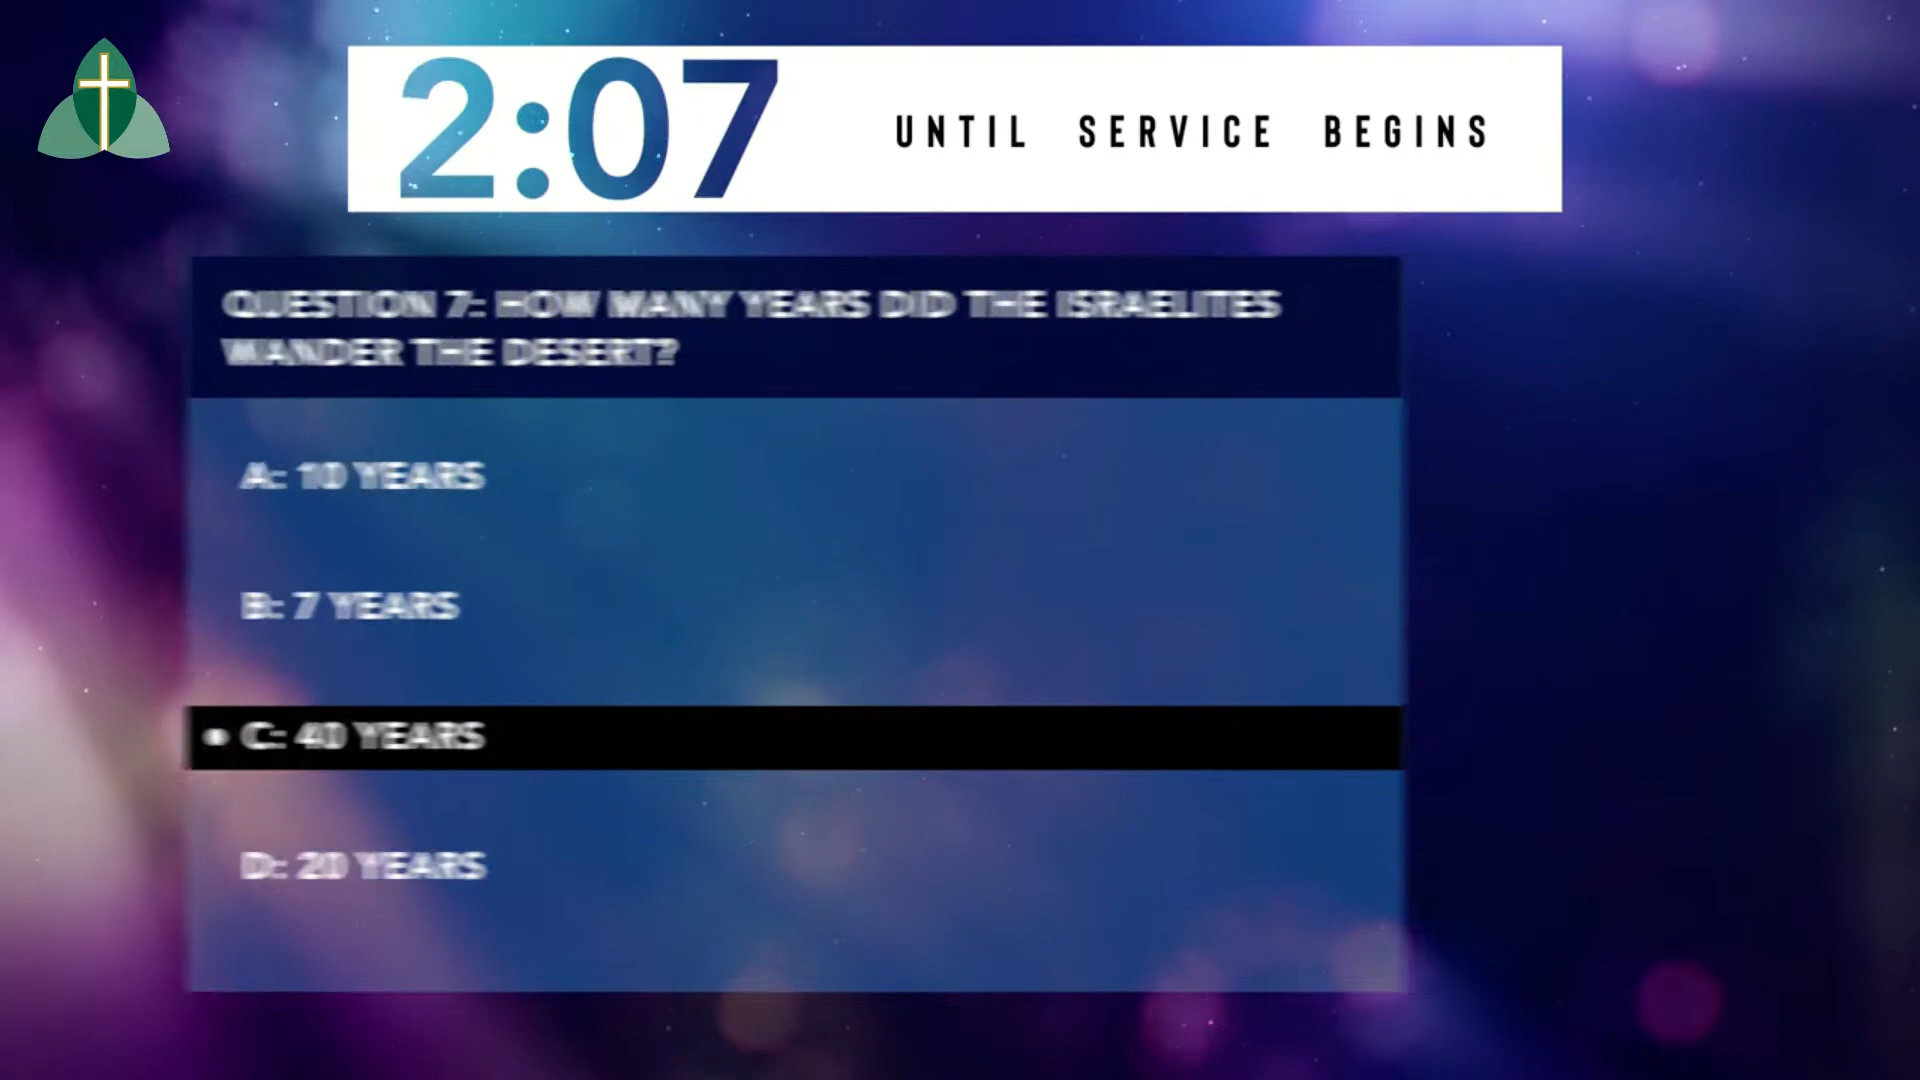 2:07 UNTIL SERVICE BEGINS
QUESTION 7: HOW MANY YEARS DID THE ISRAELITES
WANDER THE DESERT?
A: 10 YEARS
B: 7 YEARS
C: 40 YEARS
D: 20 YEARS